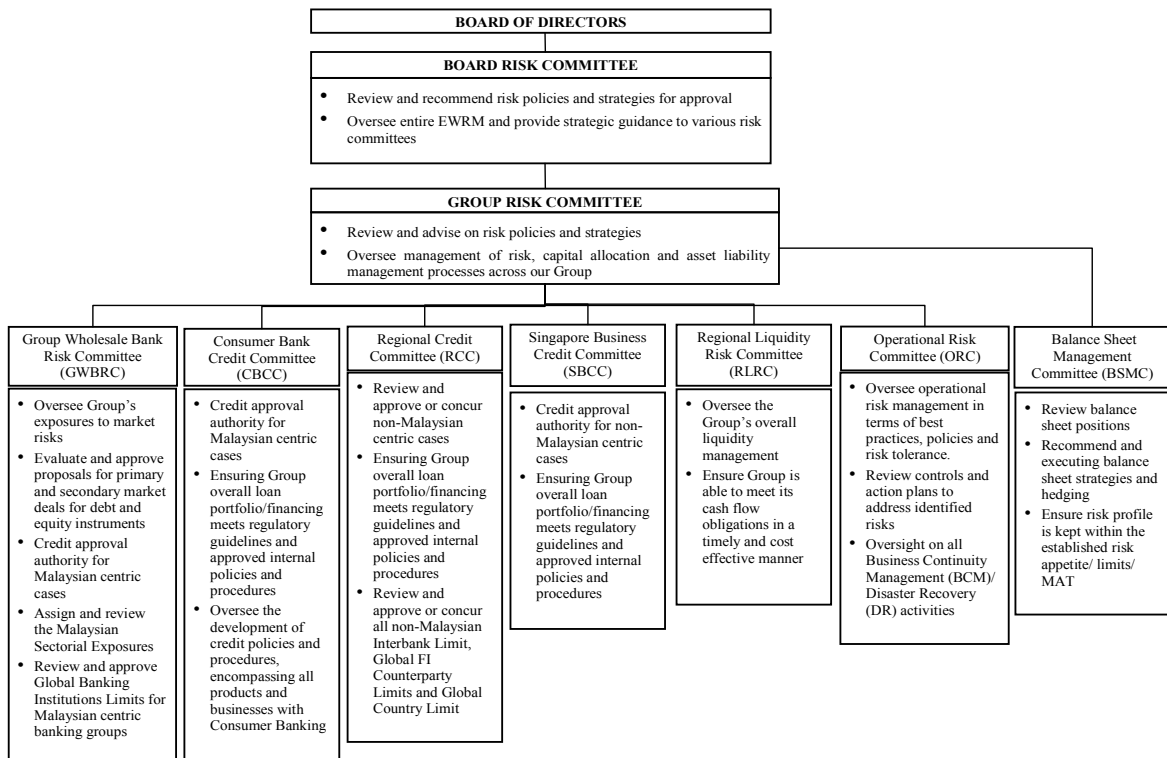 BOARD OF DIRECTORS
BOARD RISK COMMITTEE
• Review and recommend risk policies and strategies for approval
• Oversee entire EWRM and provide strategic guidance to various risk
committees
GROUP RISK COMMITTEE
• Review and advise on risk policies and strategies
• Oversee management of risk, capital allocation and asset liability
management processes across our Group
Group Wholesale Bank
Risk Committee
(GWBRC)
• Oversee Group's
exposures to market
risks
• Evaluate and approve
proposals for primary
and secondary market
deals for debt and
equity instruments
• Credit approval
authority for
Malaysian centric
cases
• Assign and review
the Malaysian
Sectorial Exposures
• Review and approve
Global Banking
Institutions Limits for
Malaysian centric
banking groups
Consumer Bank
Credit Committee
(CBCC)
• Credit approval
authority for
Malaysian centric
cases
• Ensuring Group
overall loan
portfolio/financing
meets regulatory
guidelines and
approved internal
policies and
procedures
• Oversee the
development of
credit policies and
procedures,
encompassing all
products and
businesses with
Consumer Banking
Regional Credit
Committee (RCC)
• Review and
approve or concur
non-Malaysian
centric cases
• Ensuring Group
overall loan
portfolio/financing
meets regulatory
guidelines and
approved internal
policies and
procedures
• Review and
approve or concur
all non-Malaysian
Interbank Limit,
Global FI
Counterparty
Limits and Global
Country Limit
Singapore Business
Credit Committee
(SBCC)
• Credit approval
authority for non-
Malaysian centric
cases
• Ensuring Group
overall loan
portfolio/financing
meets regulatory
guidelines and
approved internal
policies and
procedures
Regional Liquidity
Risk Committee
(RLRC)
• Oversee the
Group's overall
liquidity
management
• Ensure Group is
able to meet its
cash flow
obligations in a
timely and cost
effective manner
Operational Risk
Committee (ORC)
• Oversee operational
risk management in
terms of best
practices, policies and
risk tolerance.
• Review controls and
action plans to
address identified
risks
• Oversight on all
Business Continuity
Management (BCM)/
Disaster Recovery
(DR) activities
Balance Sheet
Management
Committee (BSMC)
• Review balance
sheet positions
• Recommend and
executing balance
sheet strategies and
hedging
• Ensure risk profile
is kept within the
established risk
appetite/ limits/
MAT